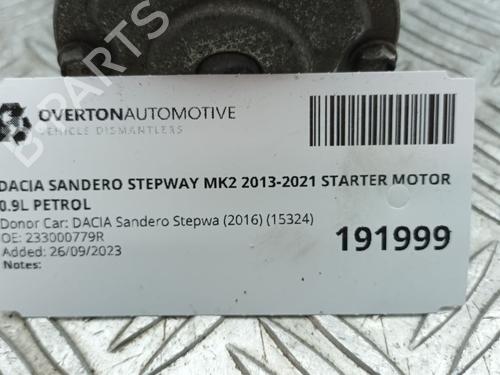 OVERTONAUTOMOTIVE
VEHICLE DISMANTLERS
DACIA SANDERO STEPWAY MK2 2013-2021 STARTER MOTOR
0.9L PETROL
Donor Car: DACIA Sandero Stepwa (2016) (15324)
OE: 233000779R
Added: 26/09/2023
Notes:
191999
B PARTS